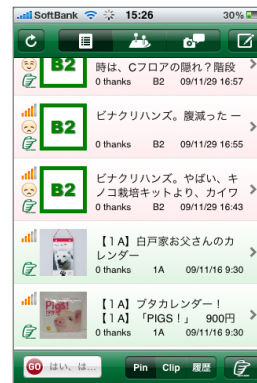 SoftBank 15:26 30%
B2 時は、Cフロアの隠れ？階段
0 thanks B2 09/11/29 16:57
B2 ビナクリハンズ。腹減った ー
0 thanks B2 09/11/29 16:55
B2 ビナクリハンズ。やばい、キ
ノコ栽培キットより、カイワ
0 thanks B2 09/11/29 16:43
【１A】白戸家お父さんのカ
レンダー
0 thanks 1A 09/11/16 9:30
Pigs!
【１A】ブタカレンダー！
【１A】「PIGS！」 900円
0 thanks 1A 09/11/16 9:30
GO はい、は... Pin Clip 履歴